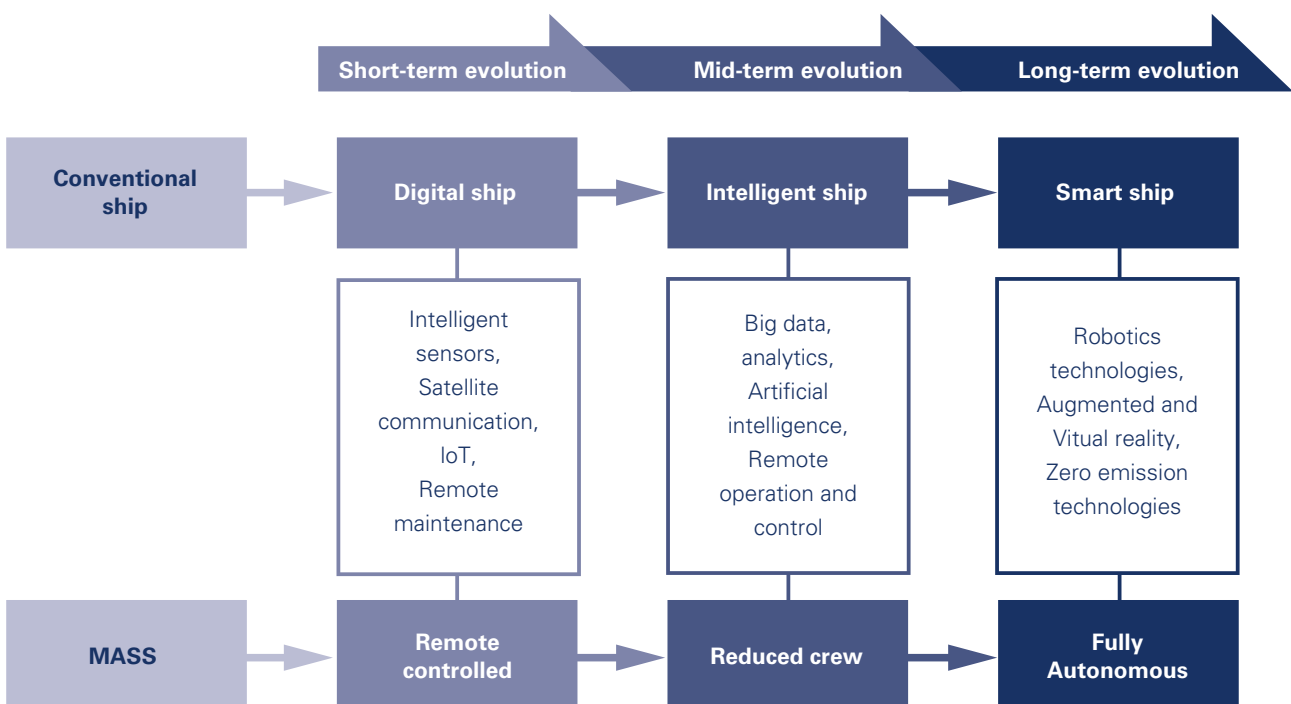 Short-term evolution
Mid-term evolution
Long-term evolution
Conventional
ship
Digital ship
Intelligent ship
Smart ship
Intelligent
sensors,
Satellite
communication,
IoT,
Remote
maintenance
Big data,
analytics,
Artificial
intelligence,
Remote
operation and
control
Robotics
technologies,
Augmented and
Vitual reality,
Zero emission
technologies
MASS
Remote
controlled
Reduced crew
Fully
Autonomous